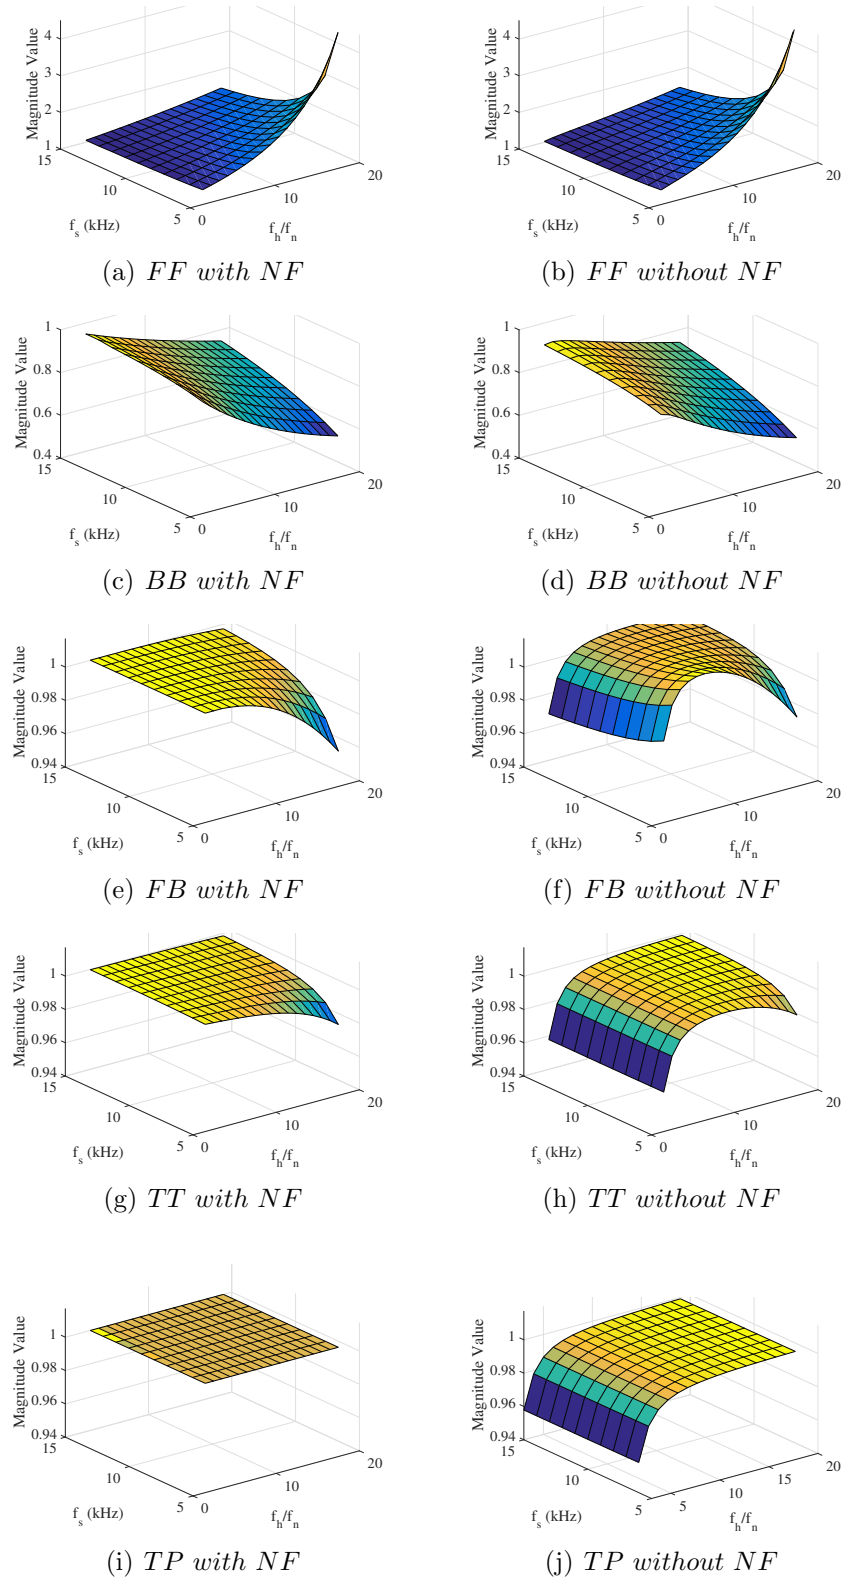 4
3
2
1
Magnitude Value
15
10
5
0
10
20
f_s (kHz)
f_h/f_n
(a) FF with NF
4
3
2
1
Magnitude Value
15
10
5
0
10
20
f_s (kHz)
f_h/f_n
(b) FF without NF
1
0.8
0.6
0.4
Magnitude Value
15
10
5
0
10
20
f_s (kHz)
f_h/f_n
(c) BB with NF
1
0.8
0.6
0.4
Magnitude Value
15
10
5
0
10
20
f_s (kHz)
f_h/f_n
(d) BB without NF
1
0.98
0.96
0.94
Magnitude Value
15
10
5
0
10
20
f_s (kHz)
f_h/f_n
(e) FB with NF
1
0.98
0.96
0.94
Magnitude Value
15
10
5
0
10
20
f_s (kHz)
f_h/f_n
(f) FB without NF
1
0.98
0.96
0.94
Magnitude Value
15
10
5
0
10
20
f_s (kHz)
f_h/f_n
(g) TT with NF
1
0.98
0.96
0.94
Magnitude Value
15
10
5
0
10
20
f_s (kHz)
f_h/f_n
(h) TT without NF
1
0.98
0.96
0.94
Magnitude Value
15
10
5
0
10
20
f_s (kHz)
f_h/f_n
(i) TP with NF
1
0.98
0.96
0.94
Magnitude Value
15
10
5
5
10
15
20
f_s (kHz)
f_h/f_n
(j) TP without NF